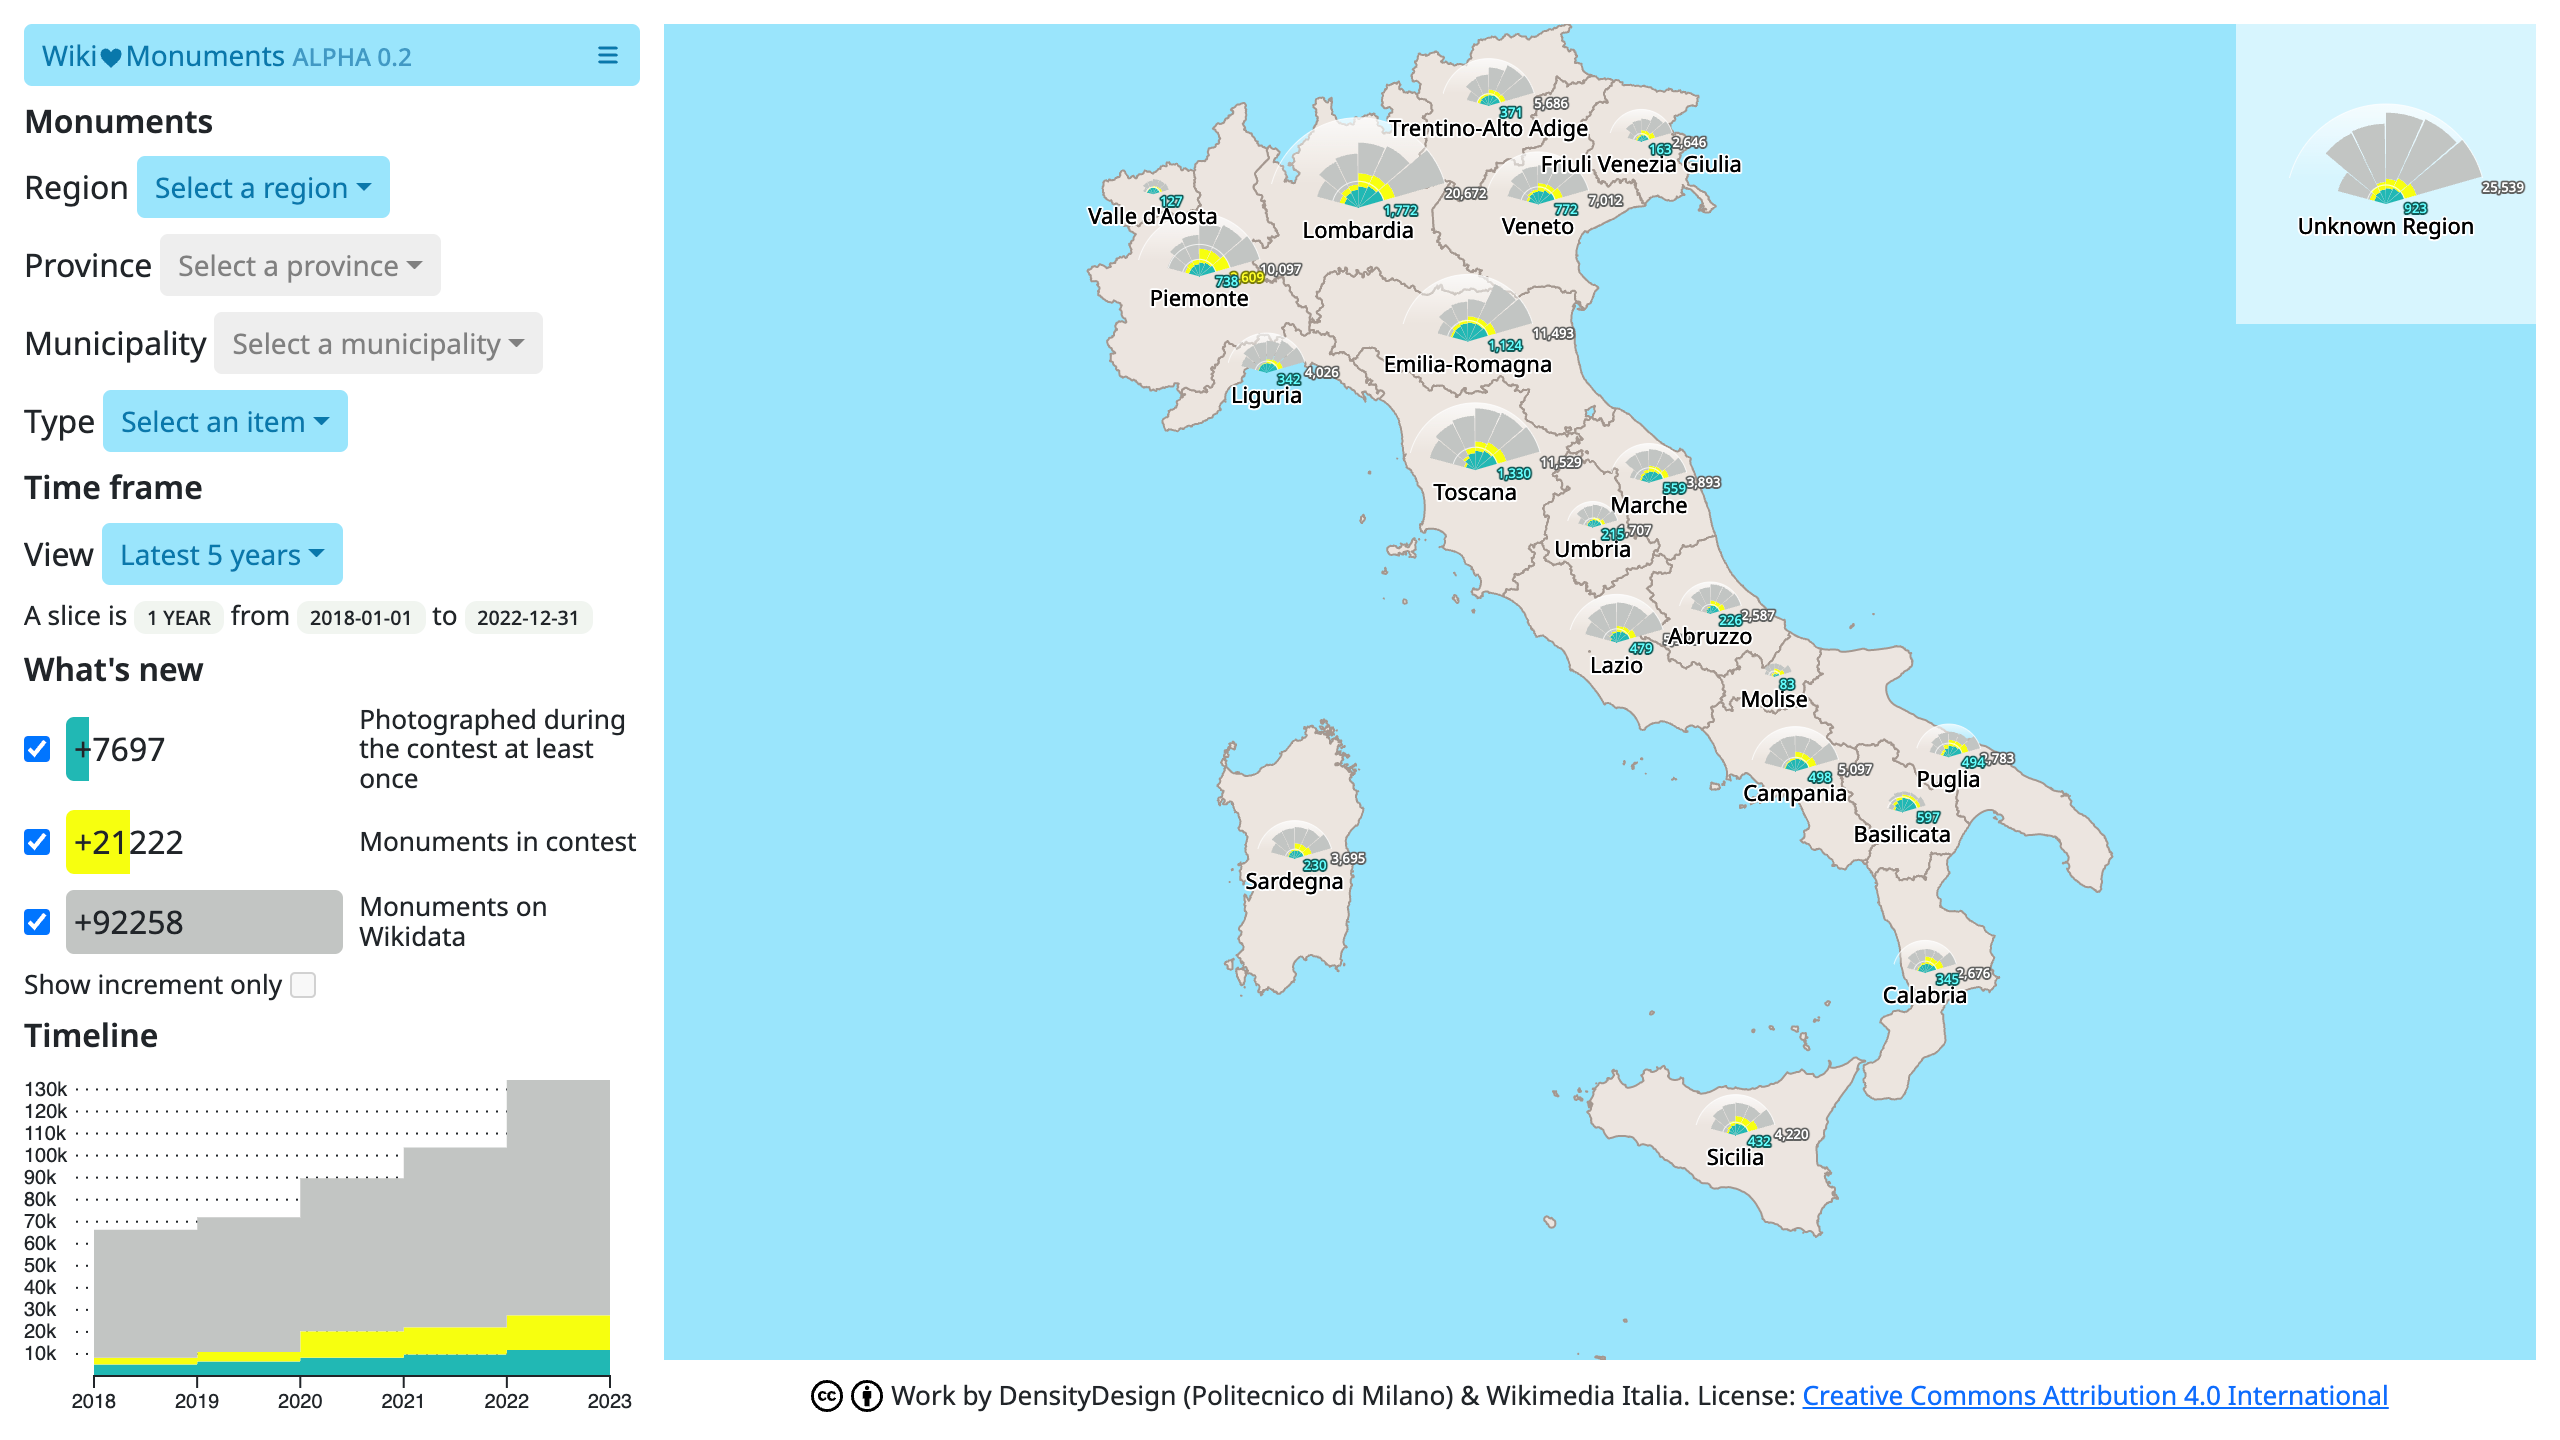 Wiki Monuments ALPHA 0.2
Monuments
Region Select a region
Province Select a province
Municipality Select a municipality
Type Select an item
Time frame
View Latest 5 years
A slice is 1 YEAR from 2018-01-01 to 2022-12-31
What's new
+7697
Photographed during
the contest at least
once
+21222
Monuments in contest
+92258
Monuments on
Wikidata
Show increment only
Timeline
130k
120k
110k
100k
90k
80k
70k
60k
50k
40k
30k
20k
10k
2018 2019 2020 2021 2022 2023
371 5,686
Trentino-Alto Adige
163 2,646
Friuli Venezia Giulia
127
Valle d'Aosta
1,772 20,672
Lombardia
772 7,012
Veneto
923 25,539
Unknown Region
738 10,097
Piemonte
1,124 11,493
Emilia-Romagna
342 4,026
Liguria
1,330 11,529
Toscana
559 3,893
Marche
215
Umbria
226 2,587
Abruzzo
479
Lazio
83
Molise
498 5,097
Campania
494
Puglia
597
Basilicata
230 3,695
Sardegna
345 2,676
Calabria
432 4,220
Sicilia
Work by DensityDesign (Politecnico di Milano) & Wikimedia Italia. License: Creative Commons Attribution 4.0 International